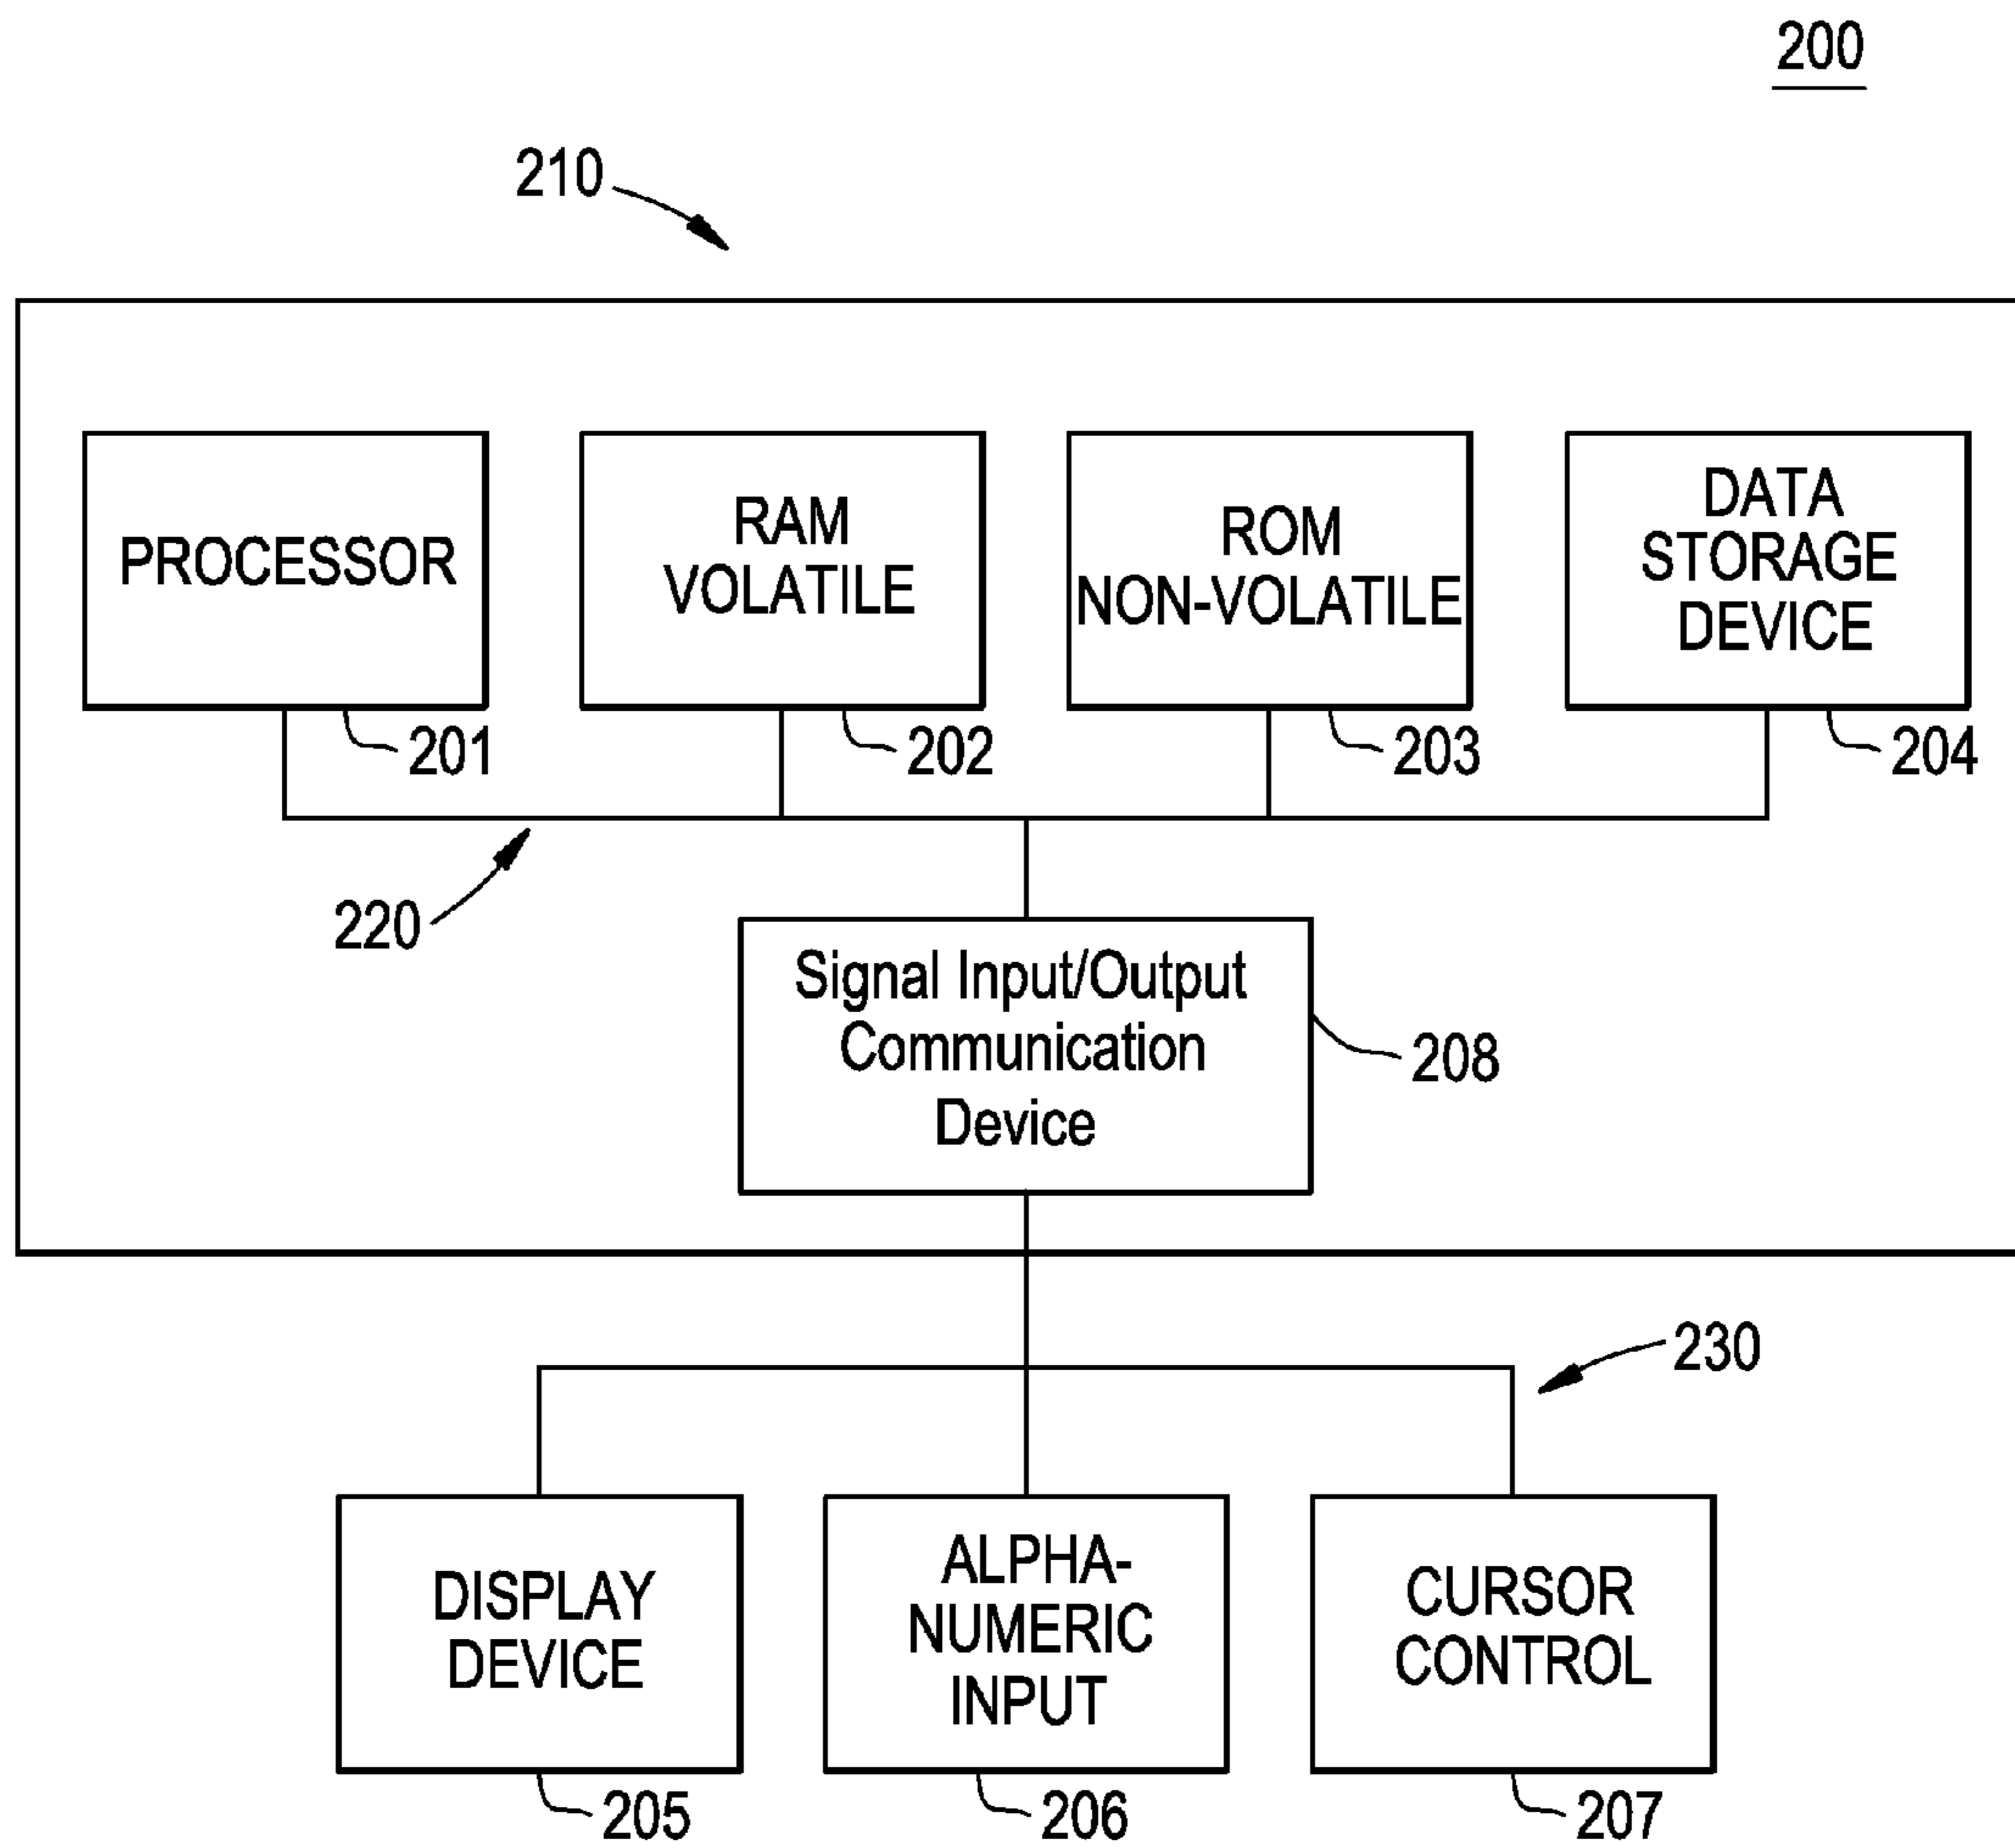 200
210
PROCESSOR
RAM
VOLATILE
ROM
NON-VOLATILE
DATA
STORAGE
DEVICE
201
202
203
204
220
Signal Input/Output
Communication
Device
208
230
DISPLAY
DEVICE
ALPHA-
NUMERIC
INPUT
CURSOR
CONTROL
205
206
207